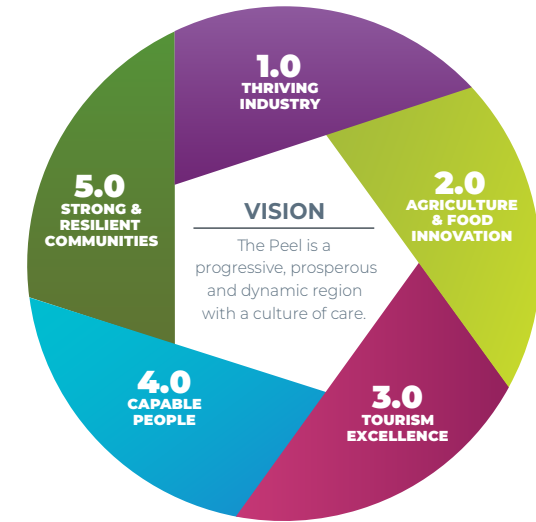 1.0
THRIVING
INDUSTRY
2.0
AGRICULTURE
& FOOD
INNOVATION
3.0
TOURISM
EXCELLENCE
4.0
CAPABLE
PEOPLE
5.0
STRONG &
RESILIENT
COMMUNITIES
VISION
The Peel is a
progressive, prosperous
and dynamic region
with a culture of care.